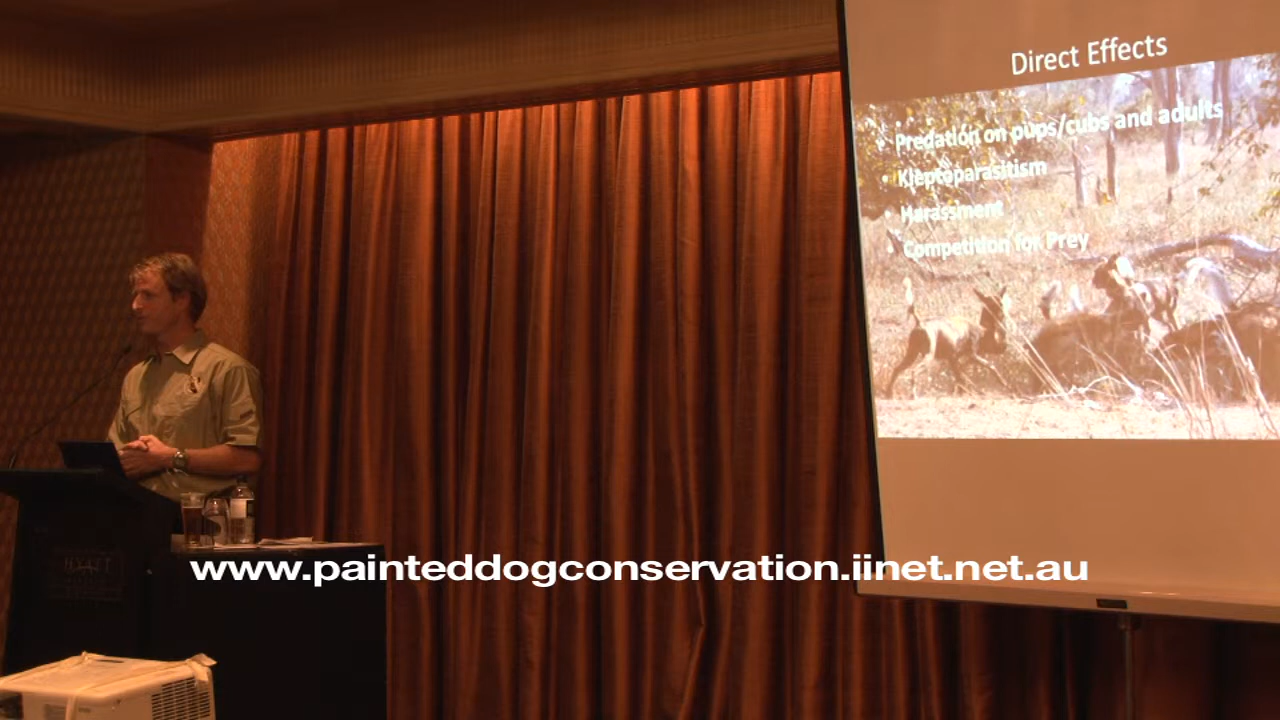 Direct Effects
• Predation on pups/cubs and adults
• Kleptoparasitism
• Harassment
• Competition for Prey
www.painteddogconservation.iinet.net.au